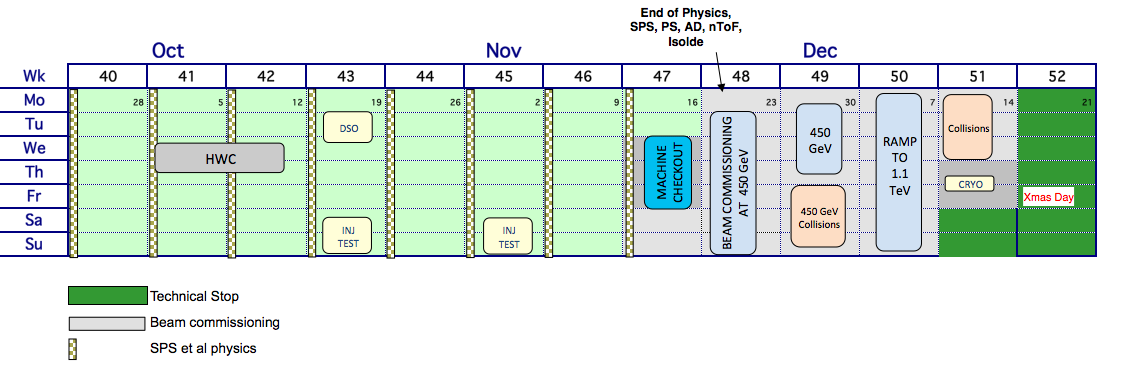 End of Physics,
SPS, PS, AD, nToF,
Isolde
Oct
Nov
Dec
Wk 40 41 42 43 44 45 46 47 48 49 50 51 52
Mo 28 5 12 19 26 2 9 16 23 30 7 14 21
Tu
We
Th
Fr
Sa
Su
HWC
DSO
INJ
TEST
INJ
TEST
MACHINE
CHECKOUT
BEAM COMMISSIONING
AT 450 GeV
450
GeV
450 GeV
Collisions
RAMP
TO
1.1
TeV
Collisions
CRYO
Xmas Day
Technical Stop
Beam commissioning
SPS et al physics